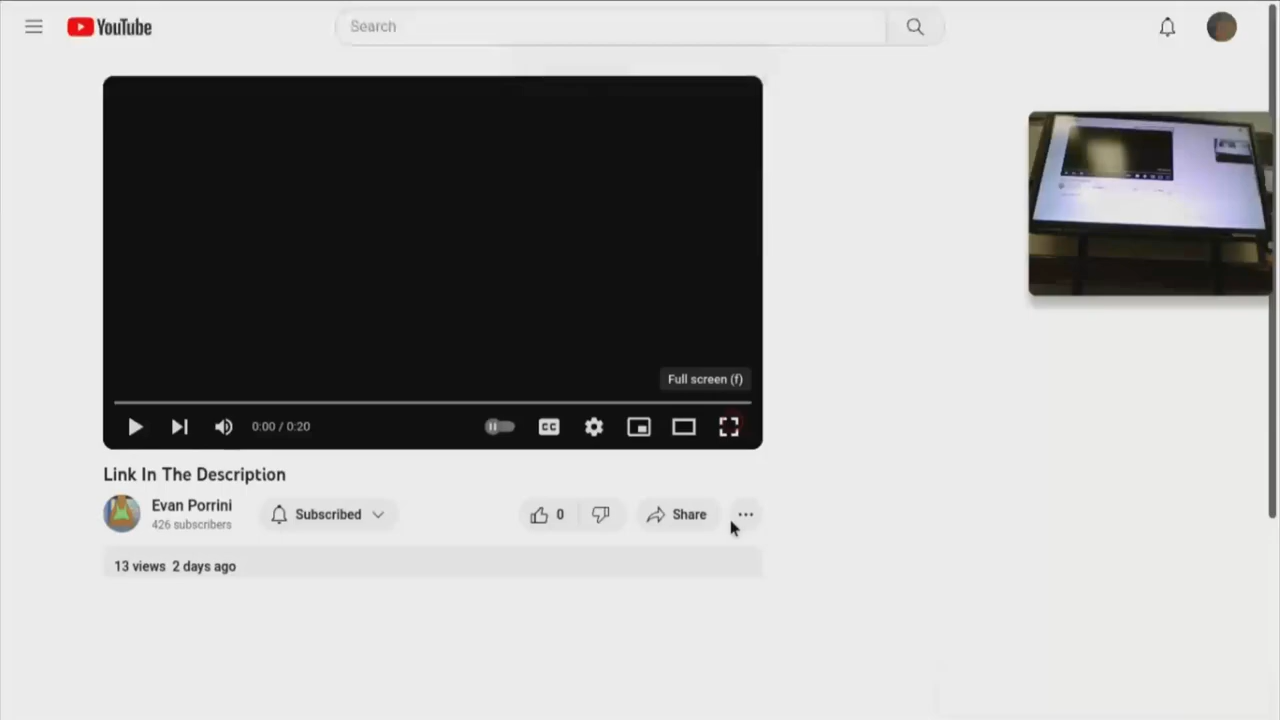 YouTube
Search
Full screen (f)
0:00 / 0:20
CC
Link In The Description
Evan Porrini
426 subscribers
Subscribed
0
Share
13 views 2 days ago